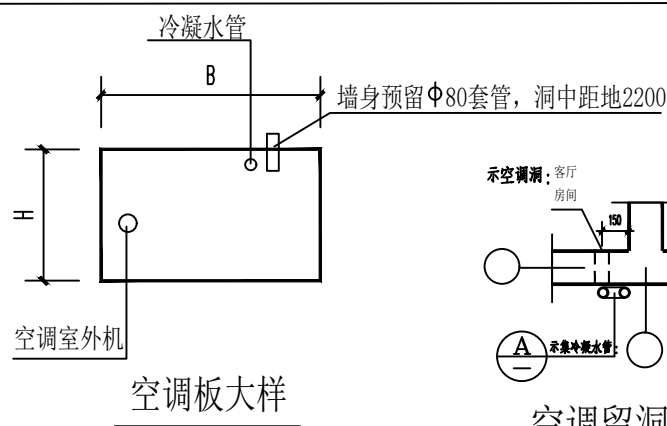 冷凝水管
B
墙身预留Φ80套管，洞中距地2200
H
示空调洞：客厅
房间
150
空调室外机
A
示集冷凝水管：
空调板大样
空调留洞